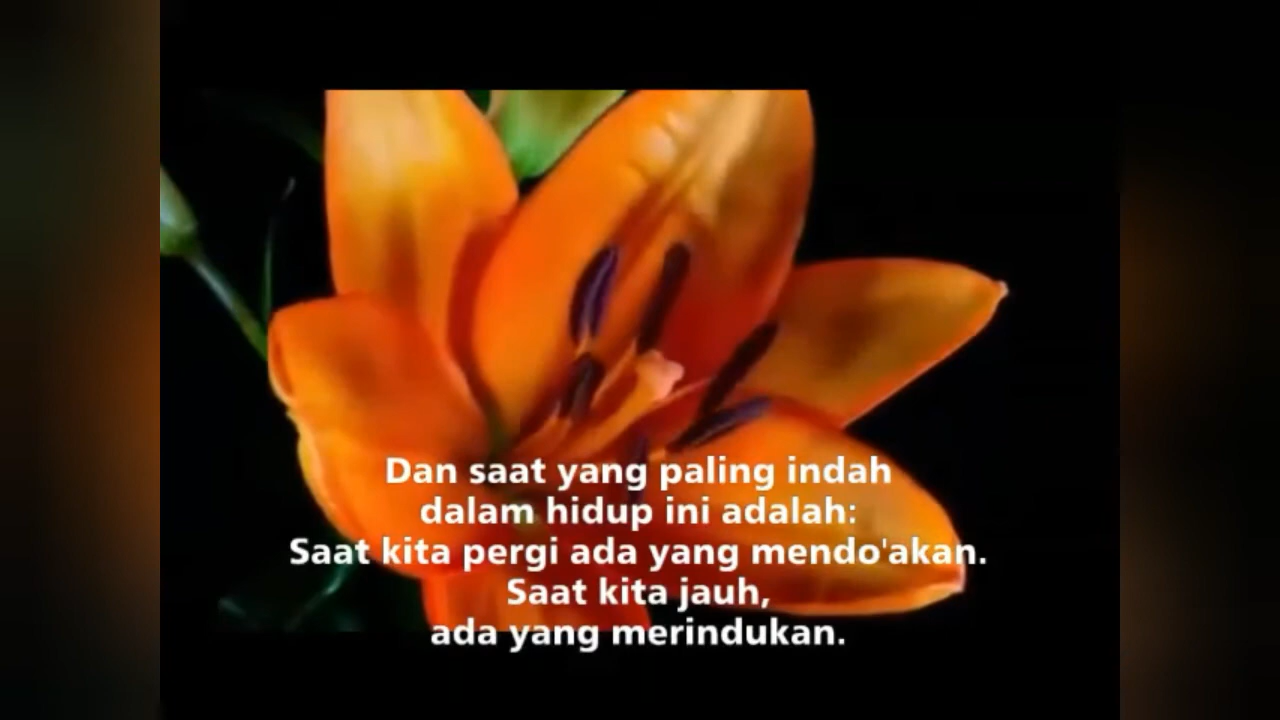 Dan saat yang paling indah
dalam hidup ini adalah:
Saat kita pergi ada yang mendo'akan.
Saat kita jauh,
ada yang merindukan.